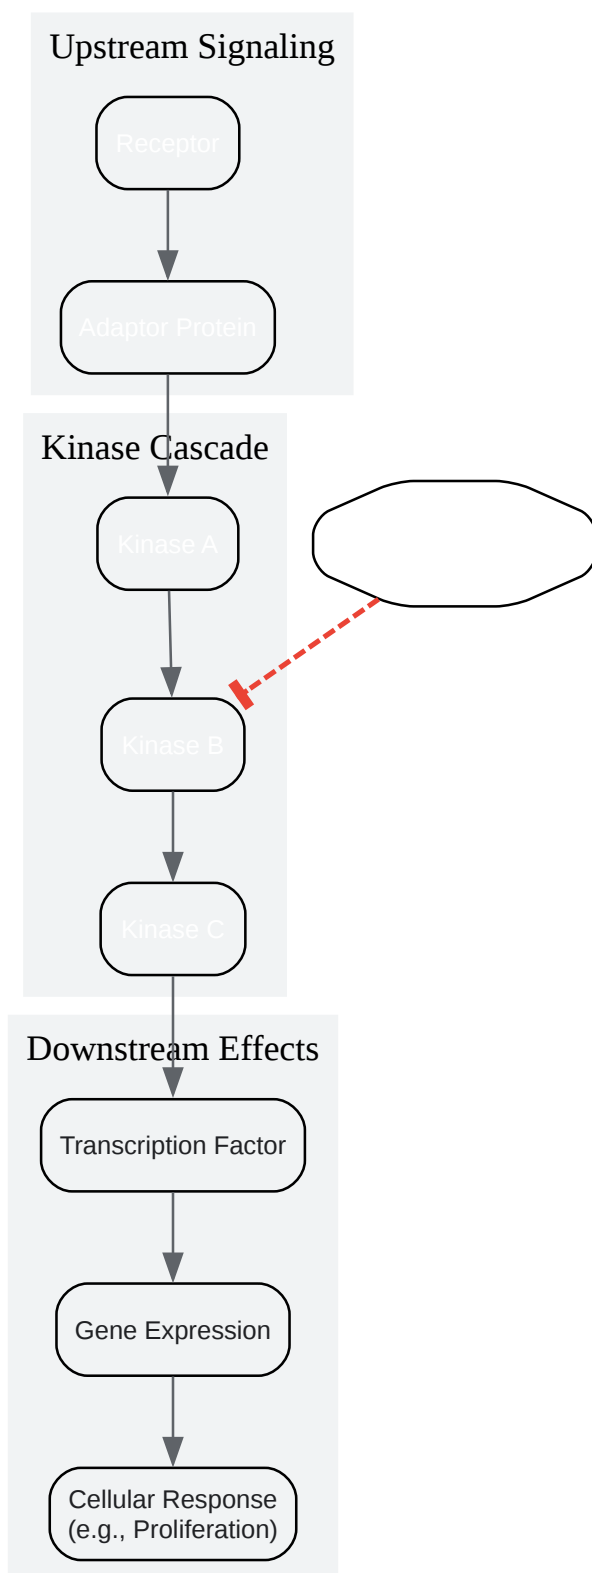 Upstream Signaling
Receptor
Adaptor Protein
Kinase Cascade
Kinase A
Kinase B
Kinase C
Downstream Effects
Transcription Factor
Gene Expression
Cellular Response
(e.g., Proliferation)